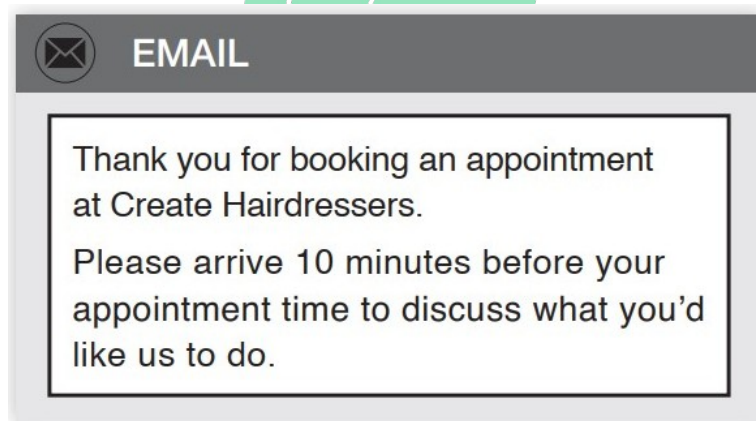 EMAIL
Thank you for booking an appointment
at Create Hairdressers.
Please arrive 10 minutes before your
appointment time to discuss what you’d
like us to do.